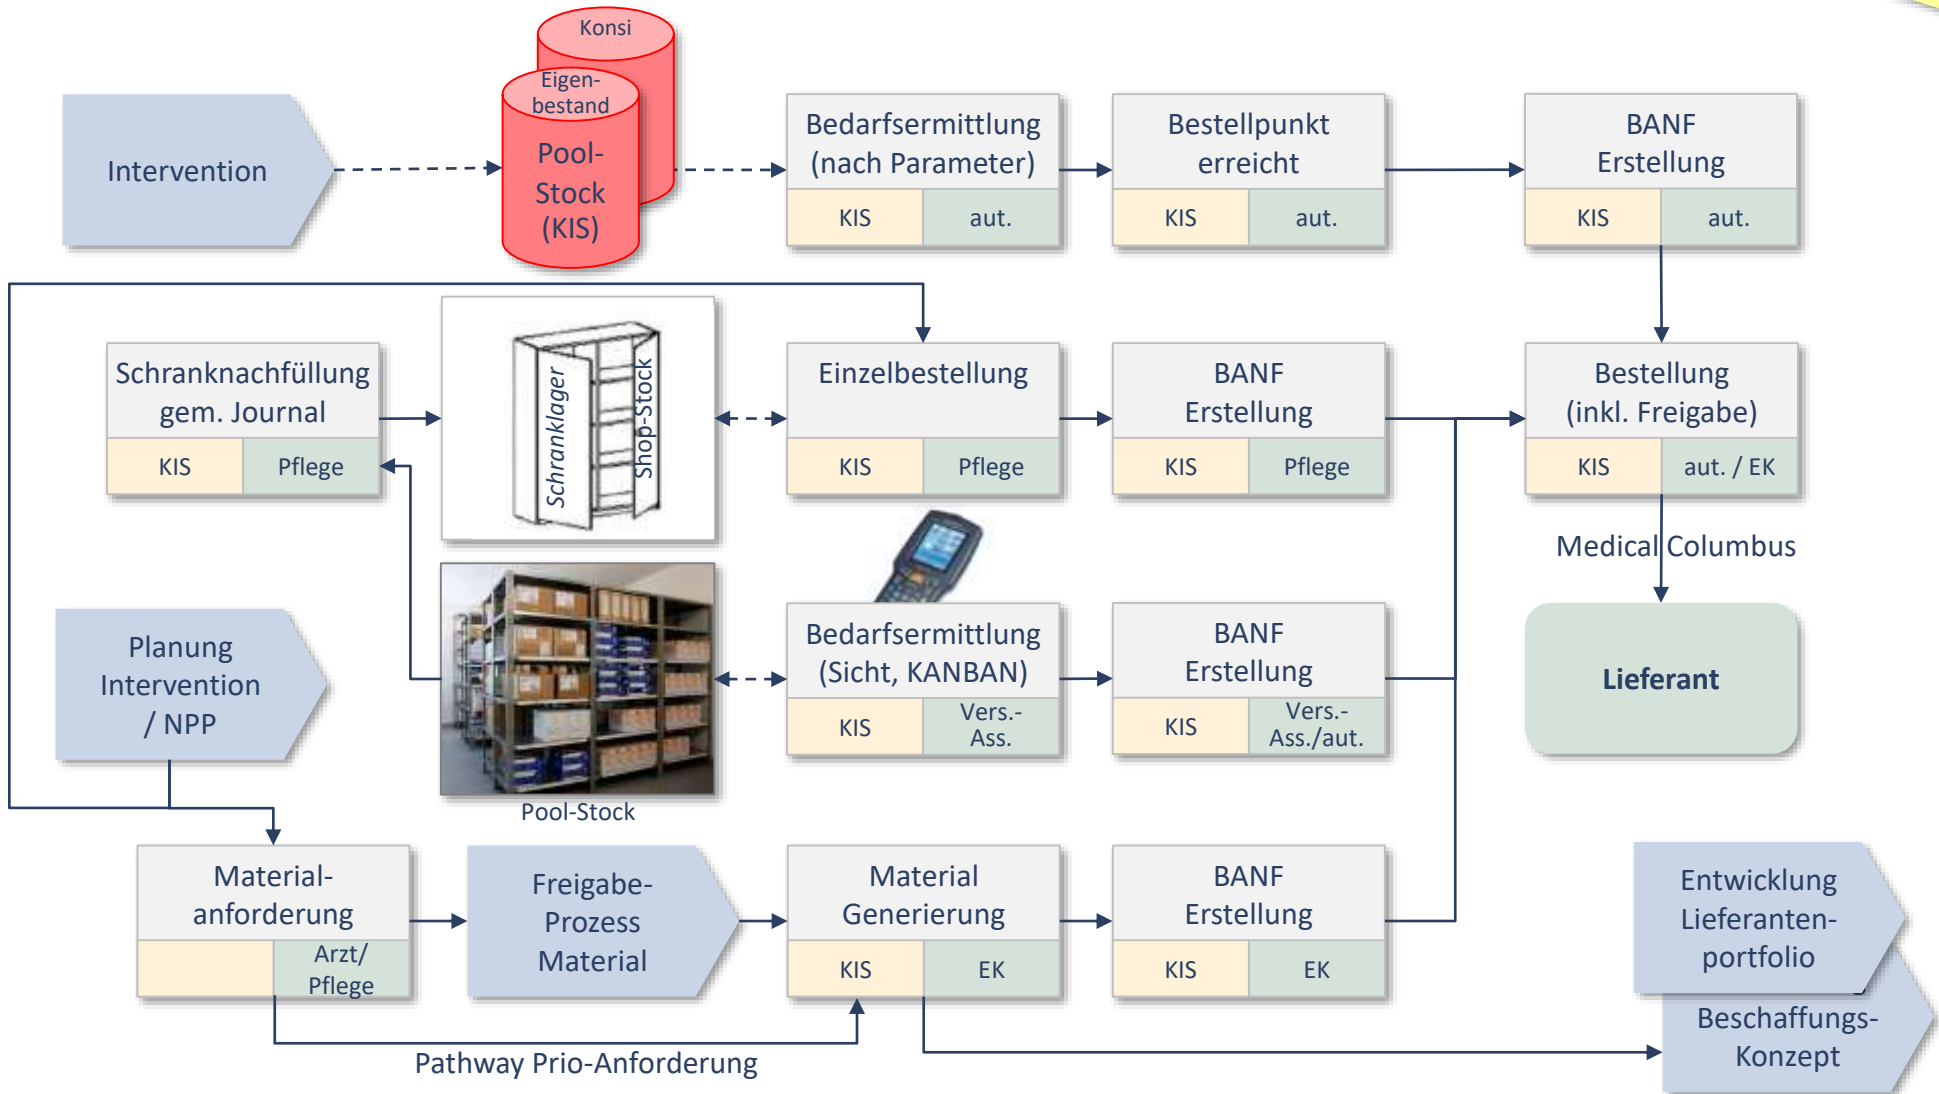 Konsi
Eigen-
bestand
Pool-
Stock
(KIS)
Intervention
Bedarfsermittlung
(nach Parameter)
KIS
aut.
Bestellpunkt
erreicht
KIS
aut.
BANF
Erstellung
KIS
aut.
Schranknachfüllung
gem. Journal
KIS
Pflege
Schranklager
Shop-Stock
Einzelbestellung
KIS
Pflege
BANF
Erstellung
KIS
Pflege
Bestellung
(inkl. Freigabe)
KIS
aut. / EK
Medical Columbus
Planung
Intervention
/ NPP
Pool-Stock
Bedarfsermittlung
(Sicht, KANBAN)
KIS
Vers.-
Ass.
BANF
Erstellung
KIS
Vers.-
Ass./aut.
Lieferant
Material-
anforderung
Arzt/
Pflege
Freigabe-
Prozess
Material
Material
Generierung
KIS
EK
BANF
Erstellung
KIS
EK
Entwicklung
Lieferanten-
portfolio
Beschaffungs-
Konzept
Pathway Prio-Anforderung